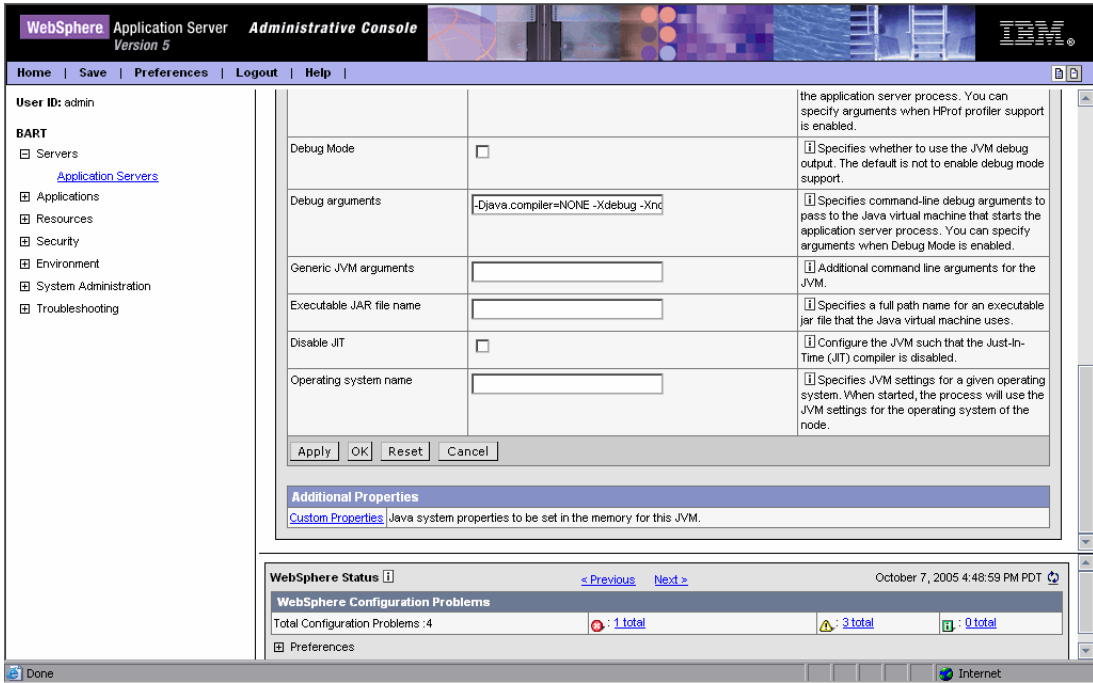 WebSphere Application Server Administrative Console
Version 5
IBM®
Home | Save | Preferences | Logout | Help |
User ID: admin
BART
Servers
Application Servers
Applications
Resources
Security
Environment
System Administration
Troubleshooting
the application server process. You can
specify arguments when HProf profiler support
is enabled.
Debug Mode
Specifies whether to use the JVM debug
output. The default is not to enable debug mode
support.
Debug arguments
-Djava.compiler=NONE -Xdebug -Xnc
Specifies command-line debug arguments to
pass to the Java virtual machine that starts the
application server process. You can specify
arguments when Debug Mode is enabled.
Generic JVM arguments
Additional command line arguments for the
JVM.
Executable JAR file name
Specifies a full path name for an executable
jar file that the Java virtual machine uses.
Disable JIT
Configure the JVM such that the Just-In-
Time (JIT) compiler is disabled.
Operating system name
Specifies JVM settings for a given operating
system. When started, the process will use the
JVM settings for the operating system of the
node.
Apply OK Reset Cancel
Additional Properties
Custom Properties Java system properties to be set in the memory for this JVM.
WebSphere Status i < Previous Next > October 7, 2005 4:48:59 PM PDT
WebSphere Configuration Problems
Total Configuration Problems :4 : 1 total : 3 total : 0 total
Preferences
Done Internet